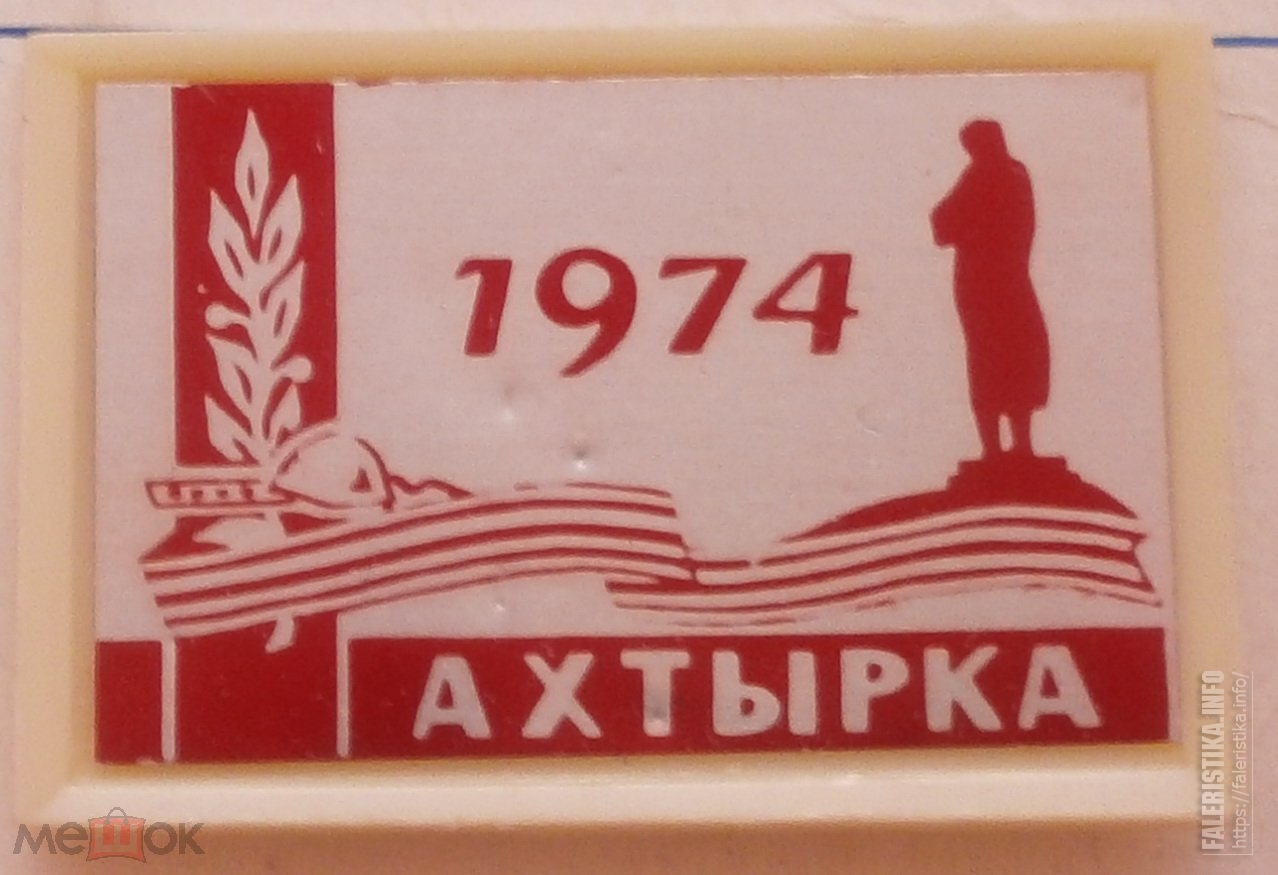 1974
АХТЫРКА
мешок
FALERISTIKA.INFO
https://faleristika.info/